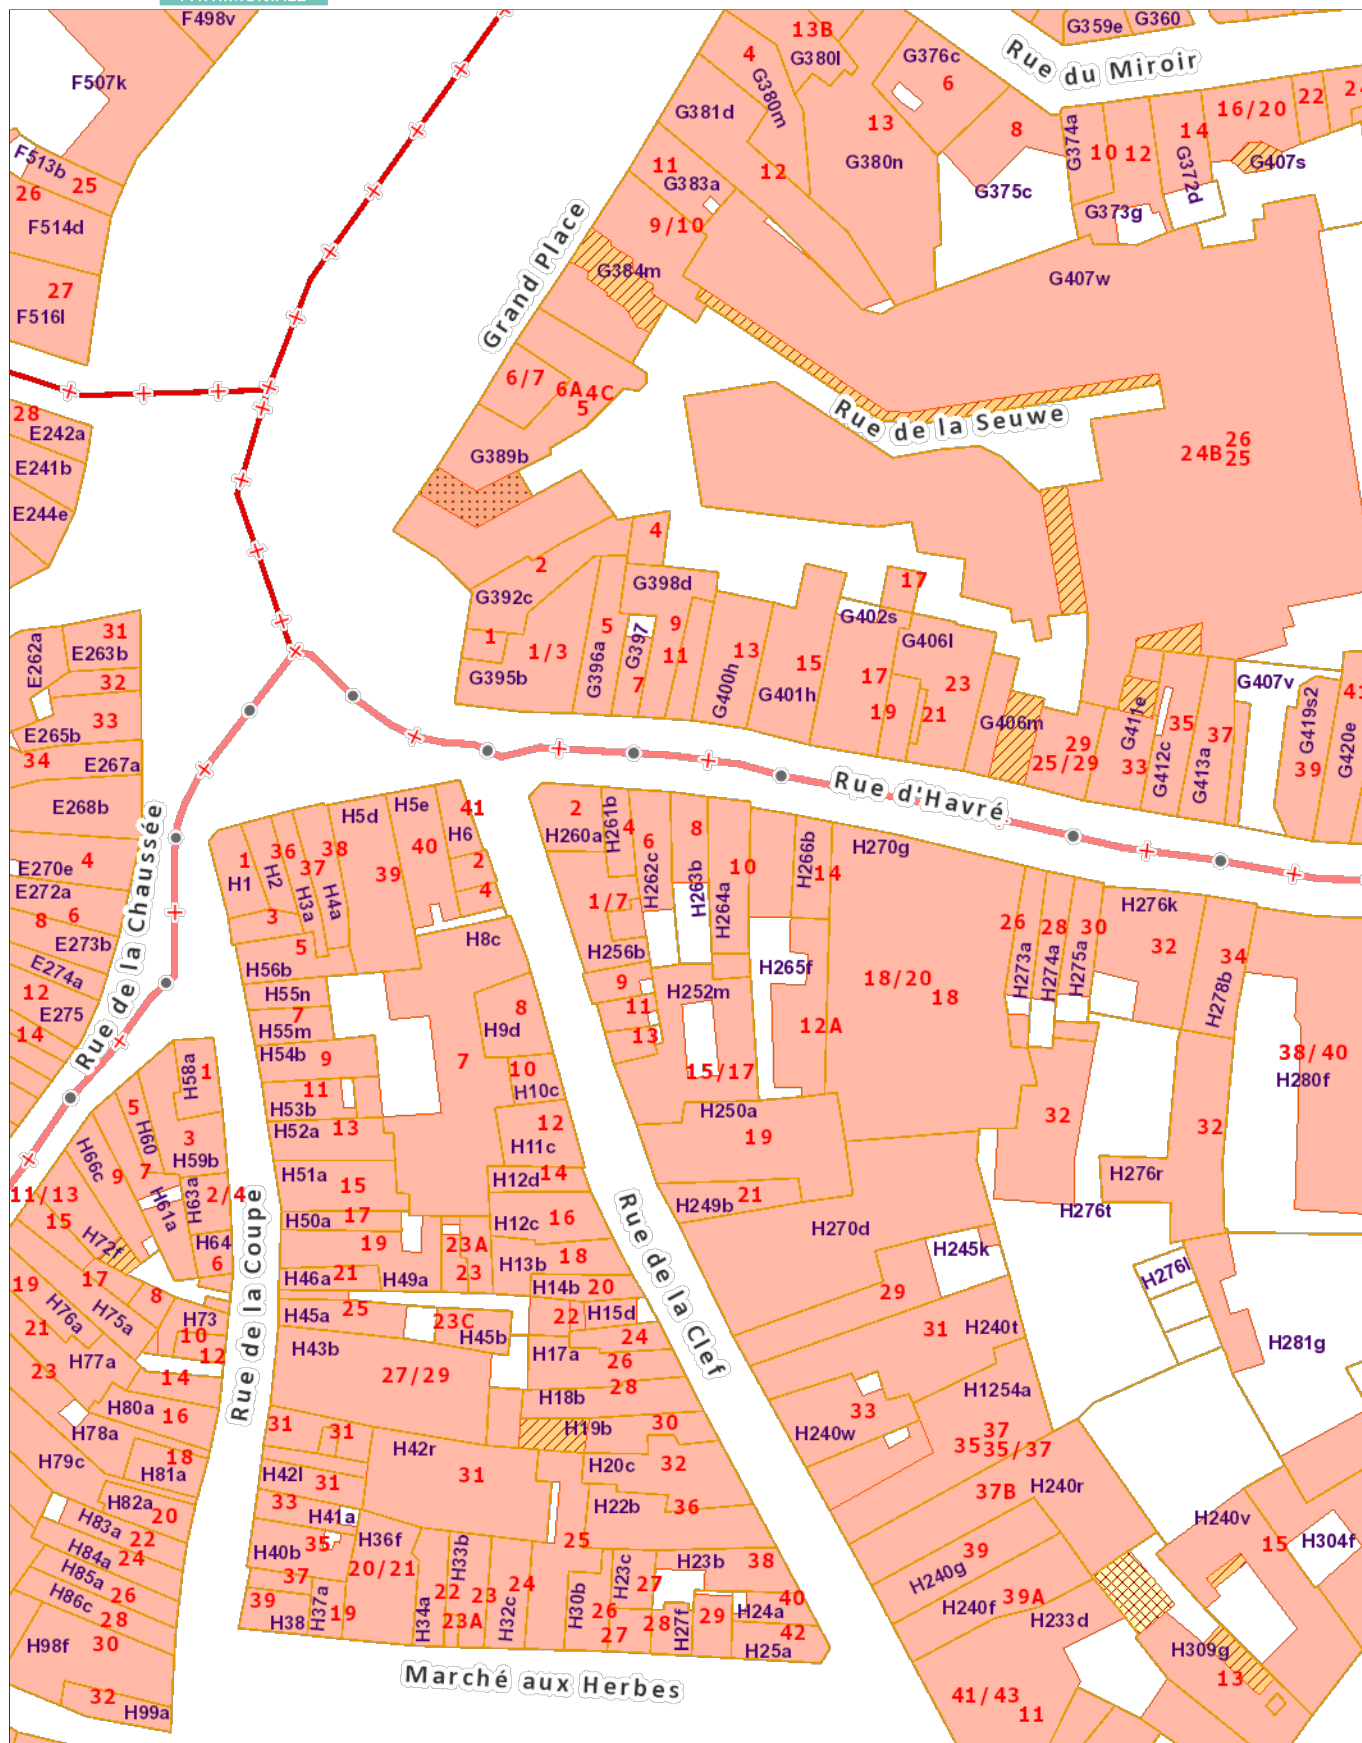 F498v
G359e
G360
13B
4
G380l
G376c
Rue du Miroir
F507k
G380m
6
22
16/20
G381d
13
8
G374a
14
10
12
F513b
25
11
G380n
G407s
26
G383a
12
G375c
G372d
F514d
9/10
G373g
Grand Place
G384m
G407w
27
F516l
6/7
6A
4C
5
28
E242a
Rue de la Seuwe
E241b
G389b
24B
26
25
E244e
4
2
G398d
17
G392c
G402s
31
E262a
E263b
1
1/3
5
G397
9
11
13
G406l
32
G395b
G396a
7
G400h
15
G401h
17
23
G407v
33
19
21
G406m
G411e
35
G419s2
41
E265b
37
34
E267a
29
25/29
33
G412c
G413a
39
G420e
E268b
Rue d'Havré
Rue de la Chaussée
H5e
41
2
H261b
H5d
H6
H260a
4
6
8
4
E270e
1
36
38
40
10
H266b
H270g
H1
H2
37
39
2
H262c
H263b
14
E272a
H3a
H4a
4
1/7
H264a
H276k
8
6
3
26
28
30
E273b
5
H8c
H256b
32
34
E274a
H56b
H265f
H273a
H274a
H275a
12
H55n
9
H252m
18/20
18
H278b
E275
7
H55m
8
11
14
H9d
13
12A
H54b
9
7
38/40
1
H58a
10
15/17
H280f
11
H10c
5
H53b
H250a
32
H60
3
H52a
13
12
19
32
H66c
9
7
H59b
H11c
H51a
H12d
14
H276r
11/13
H61a
H63a
2/4
15
H249b
21
15
H50a
17
H12c
16
H270d
H276t
H72f
H64
19
23A
18
H245k
6
H46a
21
H49a
23
H13b
H276l
19
17
8
H14b
20
29
H76a
H75a
H45a
25
23C
22
H15d
21
H73
10
H45b
24
31
H240t
H281g
12
H43b
H17a
26
23
H77a
14
27/29
28
H1254a
Rue de la Coupe
Rue de la Clef
H80a
16
H18b
33
H78a
31
31
H19b
30
37
H240w
35
35/37
H79c
18
H42r
H81a
H42l
31
31
H20c
32
H240r
H82a
33
37B
20
H41a
H22b
36
H240v
H83a
22
35
H36f
25
15
H304f
H84a
24
H40b
H33b
39
H85a
37
20/21
H23c
H23b
38
26
H240g
H86c
39
H37a
22
23
24
27
39A
28
19
H30b
26
40
H240f
H233d
H38
H34a
23A
H32c
28
29
H24a
H98f
30
27
H27f
42
H309g
H25a
13
32
H99a
Marché aux Herbes
41/43
11